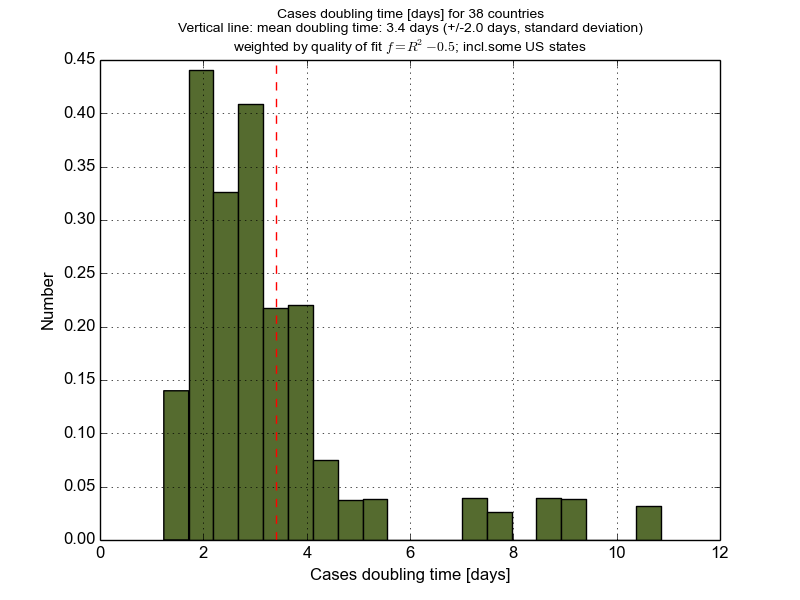 Cases doubling time [days] for 38 countries
Vertical line: mean doubling time: 3.4 days (+/-2.0 days, standard deviation)
weighted by quality of fit f=R² −0.5; incl.some US states
0.45
0.40
0.35
0.30
0.25
0.20
0.15
0.10
0.05
0.00
Number
0 2 4 6 8 10 12
Cases doubling time [days]